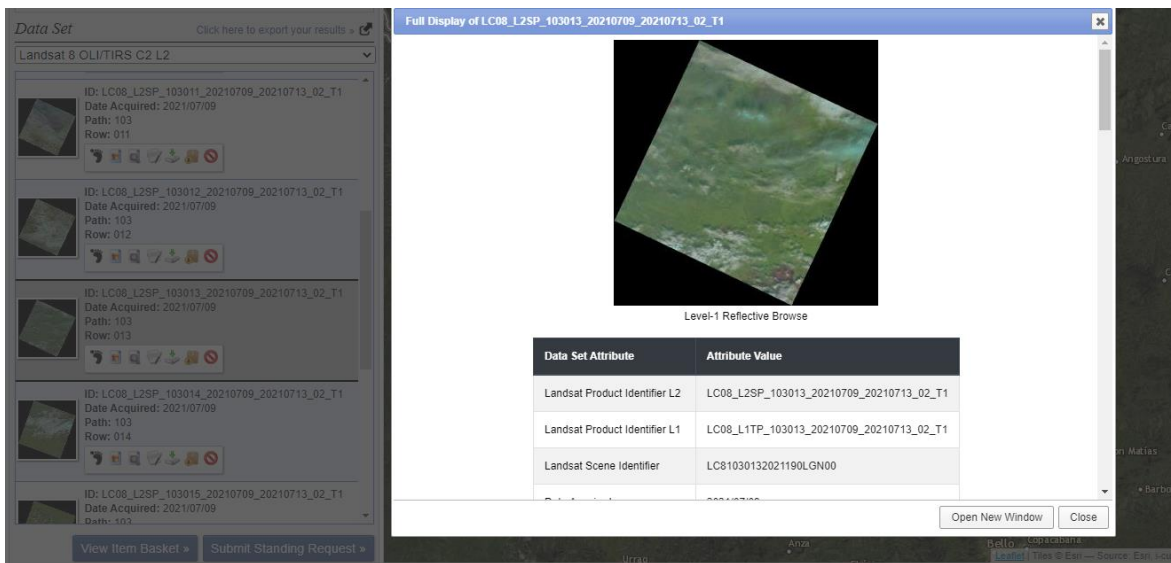 Data Set
Click here to export your results »
Landsat 8 OLI/TIRS C2 L2
ID: LC08_L2SP_103011_20210709_20210713_02_T1
Date Acquired: 2021/07/09
Path: 103
Row: 011
ID: LC08_L2SP_103012_20210709_20210713_02_T1
Date Acquired: 2021/07/09
Path: 103
Row: 012
ID: LC08_L2SP_103013_20210709_20210713_02_T1
Date Acquired: 2021/07/09
Path: 103
Row: 013
ID: LC08_L2SP_103014_20210709_20210713_02_T1
Date Acquired: 2021/07/09
Path: 103
Row: 014
ID: LC08_L2SP_103015_20210709_20210713_02_T1
Date Acquired: 2021/07/09
Path: 103
View Item Basket »
Submit Standing Request »
Full Display of LC08_L2SP_103013_20210709_20210713_02_T1
Level-1 Reflective Browse
Data Set Attribute Attribute Value
Landsat Product Identifier L2 LC08_L2SP_103013_20210709_20210713_02_T1
Landsat Product Identifier L1 LC08_L1TP_103013_20210709_20210713_02_T1
Landsat Scene Identifier LC81030132021190LGN00
Open New Window
Close
Angostura
Matías
Anza
Urrao
Bello
Copacabana
Leaflet | Tiles © Esri — Source: Esri, i-cu